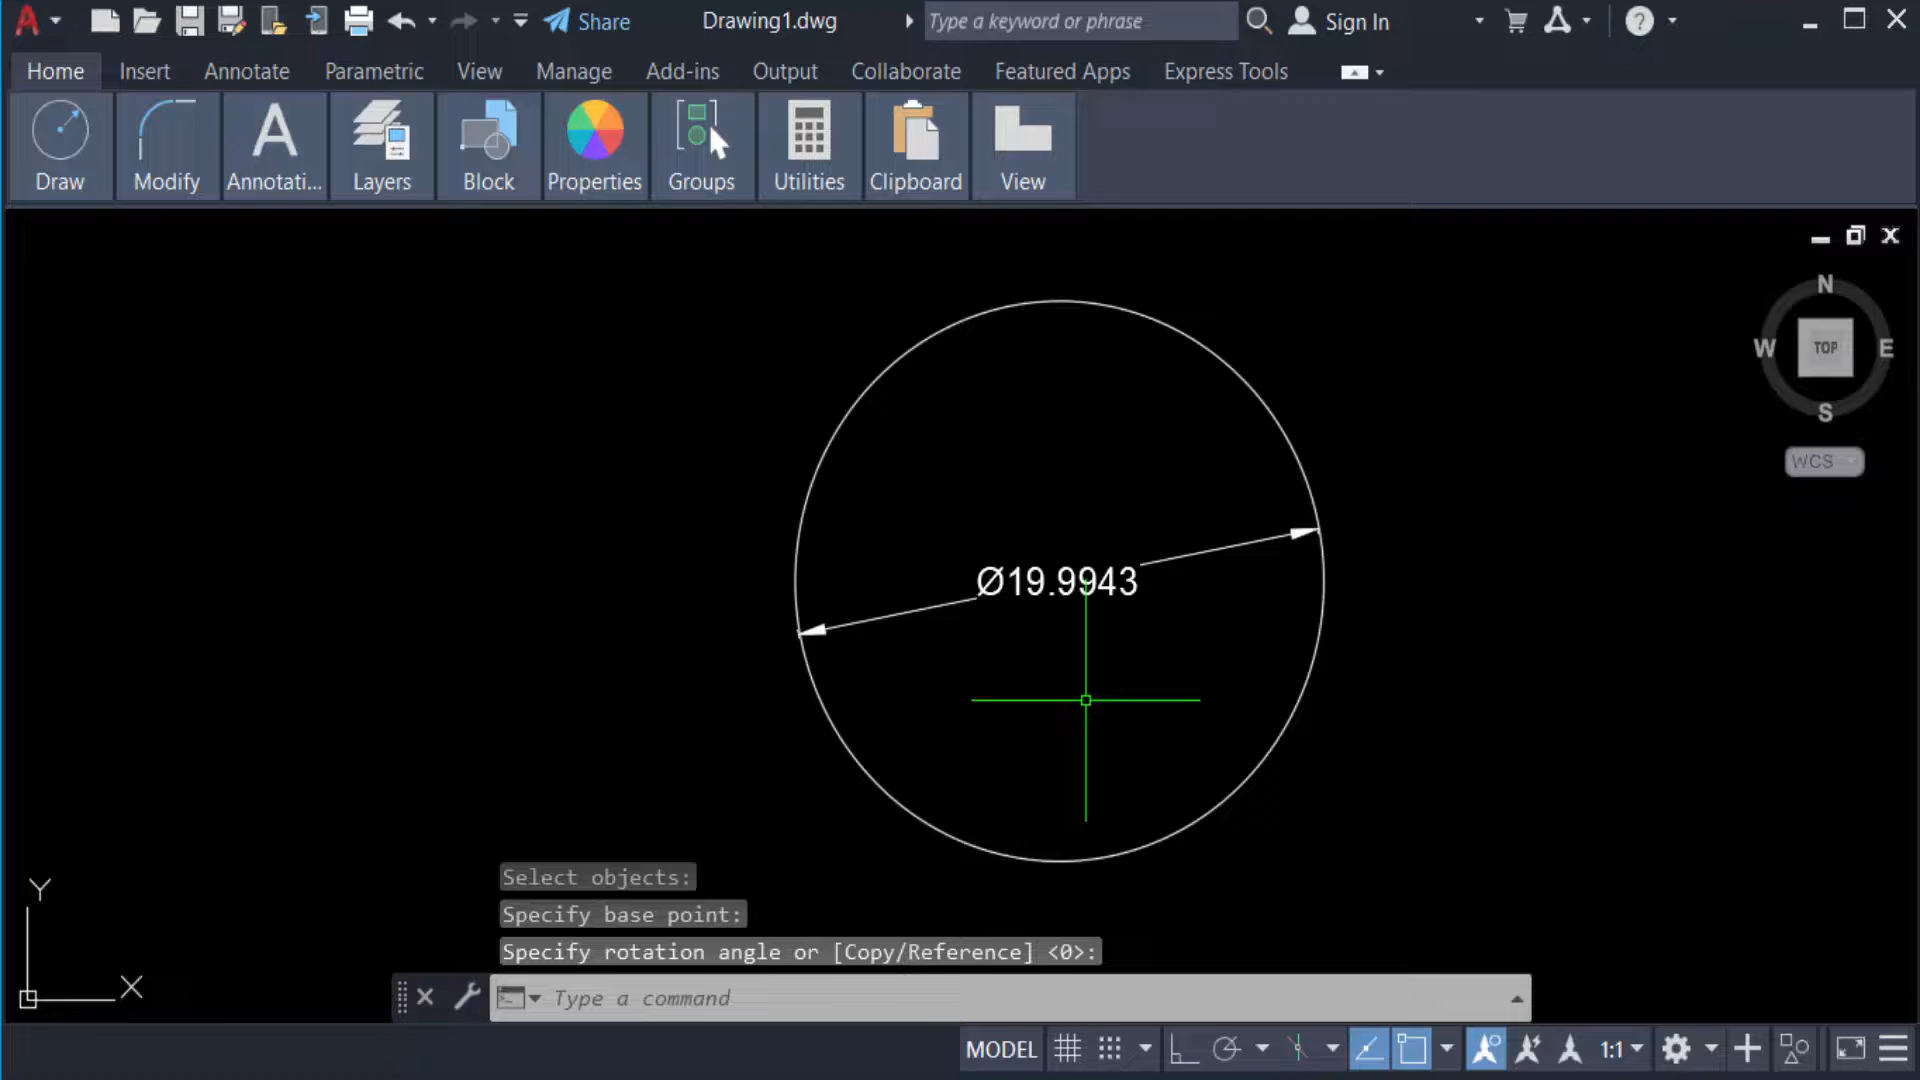 Share Drawing1.dwg Type a keyword or phrase Sign In
Home Insert Annotate Parametric View Manage Add-ins Output Collaborate Featured Apps Express Tools
Draw Modify Annotati... Layers Block Properties Groups Utilities Clipboard View
N
W TOP E
S
WCS
Ø19.9943
Select objects:
Y
Specify base point:
Specify rotation angle or [Copy/Reference] <0>:
X
Type a command
MODEL 1:1